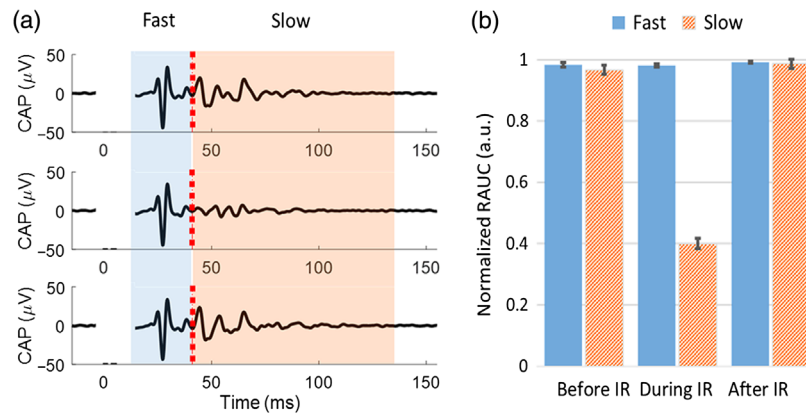 (a)
Fast
Slow
CAP (μV)
50
0
−50
0
50
100
150
CAP (μV)
50
0
−50
0
50
100
150
CAP (μV)
50
0
−50
0
50
100
150
Time (ms)
(b)
Fast
Slow
Normalized RAUC (a.u.)
1
0.8
0.6
0.4
0.2
0
Before IR
During IR
After IR